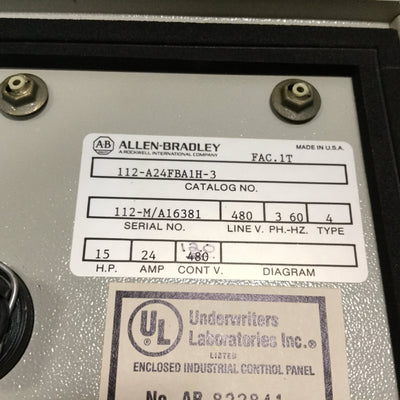 AB ALLEN-BRADLEY MADE IN U.S.A.
A ROCKWELL INTERNATIONAL COMPANY
FAC.1T
112-A24FBA1H-3
CATALOG NO.
112-M/A16381 480 3 60 4
SERIAL NO. LINE V. PH.-HZ. TYPE
120
15 24 480
H.P. AMP CONT V. DIAGRAM
UL Underwriters
Laboratories Inc.®
LISTED
ENCLOSED INDUSTRIAL CONTROL PANEL
No. AB-